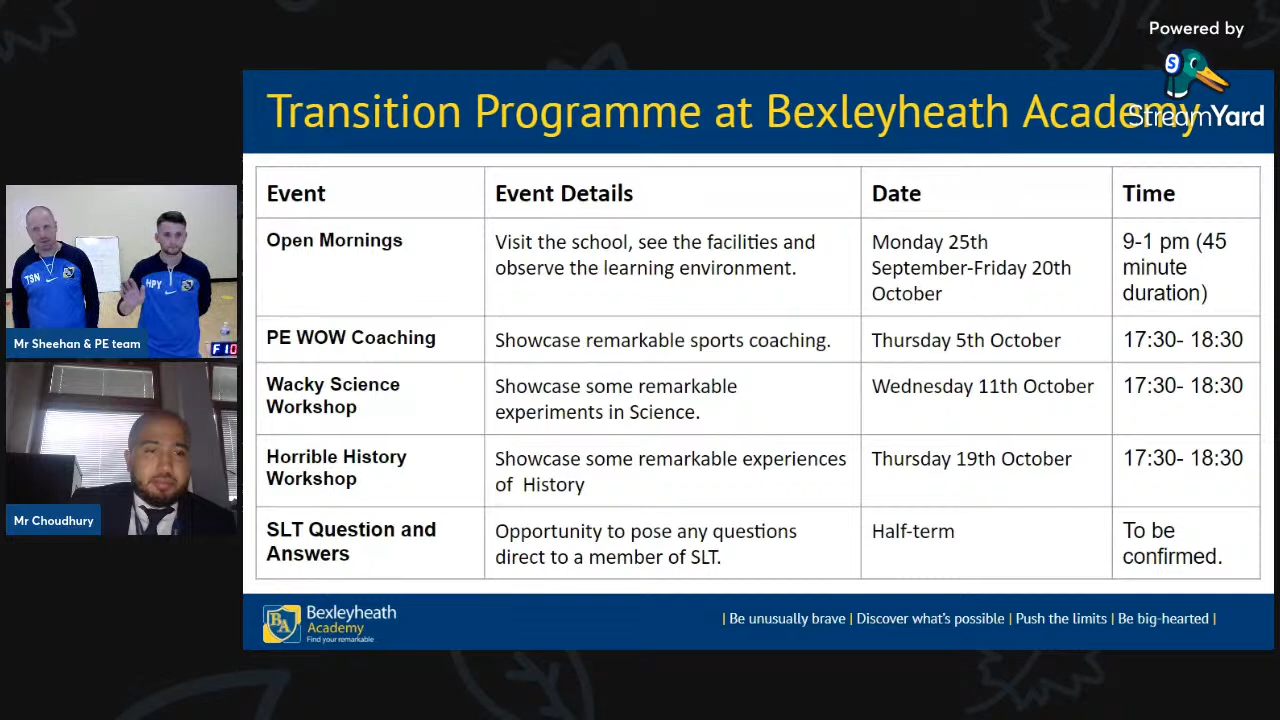 Powered by
StreamYard
Transition Programme at Bexleyheath Academy
Event
Event Details
Date
Time
Open Mornings
Visit the school, see the facilities and
observe the learning environment.
Monday 25th
September-Friday 20th
October
9-1 pm (45
minute
duration)
PE WOW Coaching
Showcase remarkable sports coaching.
Thursday 5th October
17:30- 18:30
Wacky Science
Workshop
Showcase some remarkable
experiments in Science.
Wednesday 11th October
17:30- 18:30
Horrible History
Workshop
Showcase some remarkable experiences
of  History
Thursday 19th October
17:30- 18:30
SLT Question and
Answers
Opportunity to pose any questions
direct to a member of SLT.
Half-term
To be
confirmed.
TSN
HPY
F 10
Mr Sheehan & PE team
Mr Choudhury
BA
Bexleyheath
Academy
Find your remarkable
| Be unusually brave | Discover what's possible | Push the limits | Be big-hearted |